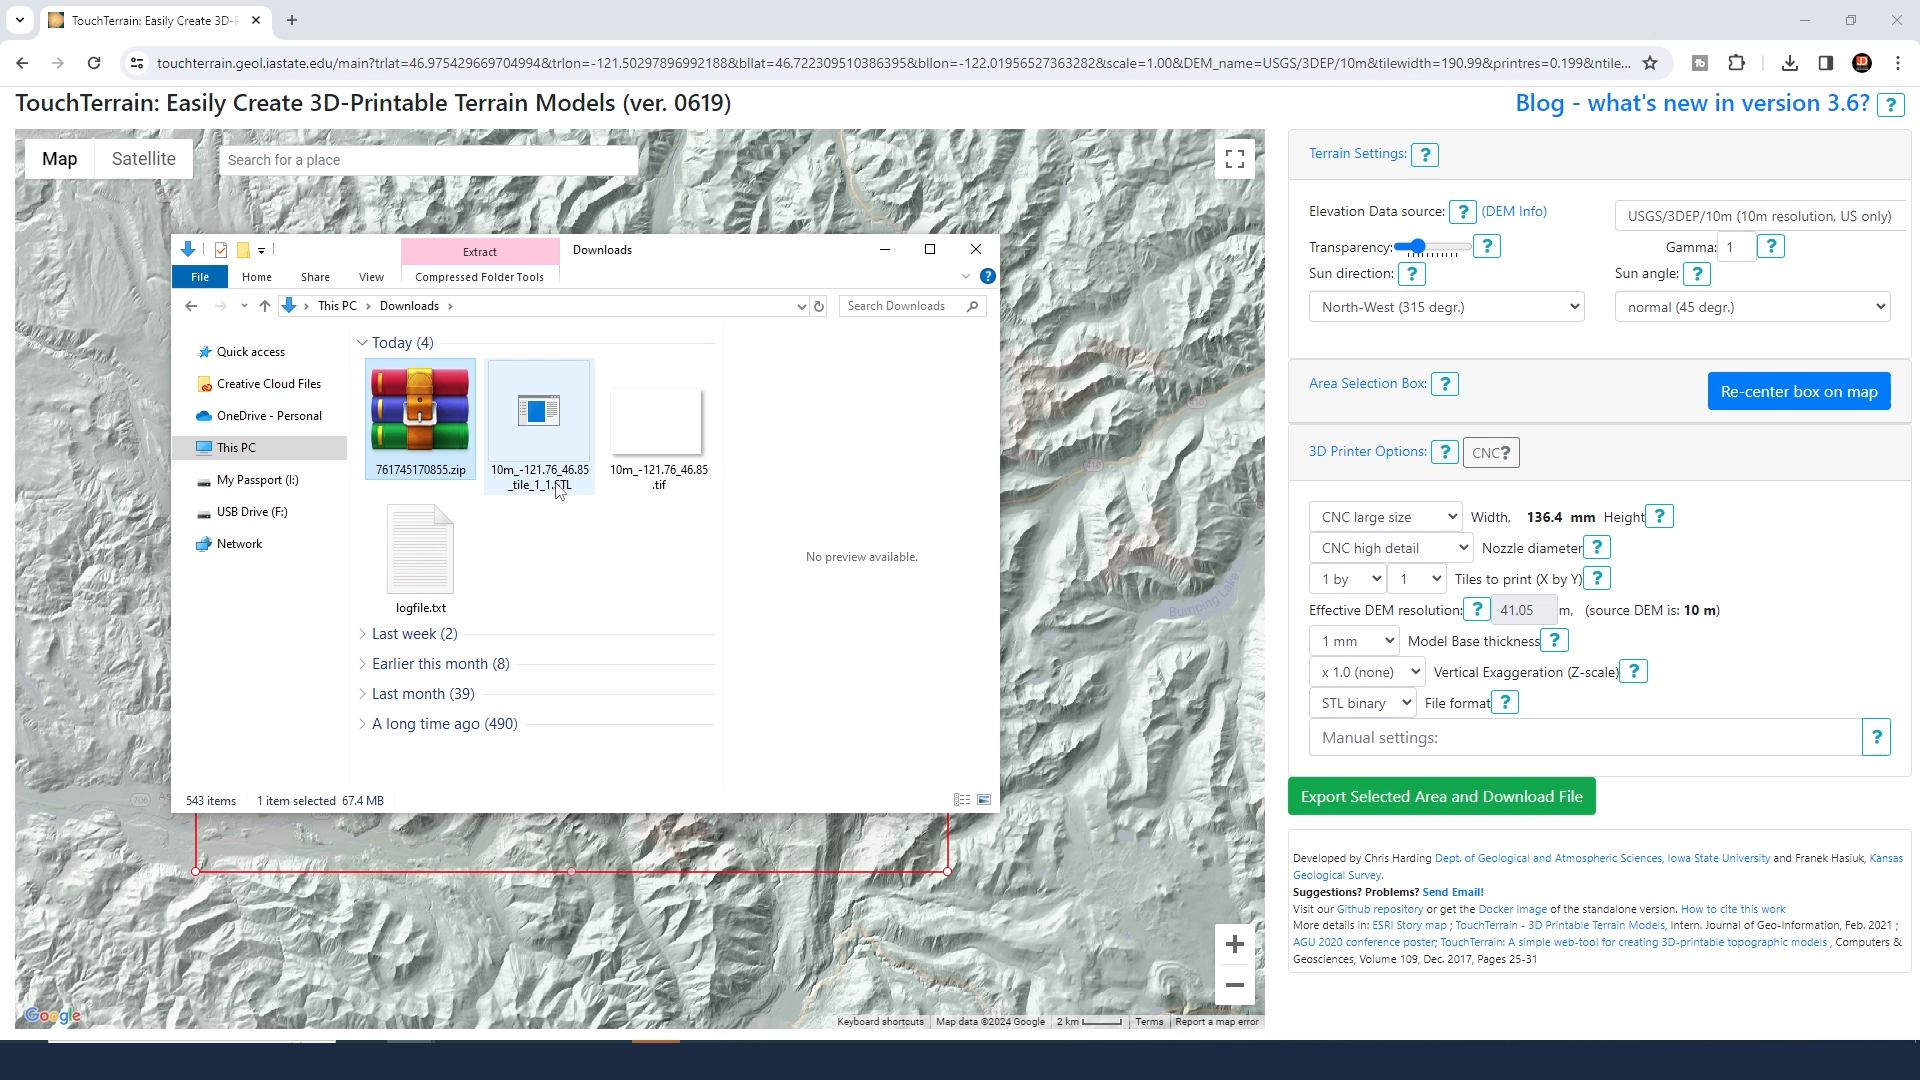 TouchTerrain: Easily Create 3D-P
touchterrain.geol.iastate.edu/main?trlat=46.975429669704994&trlon=-121.50297896992188&bllat=46.722309510386395&bllon=-122.01956527363282&scale=1.00&DEM_name=USGS/3DEP/10m&tilewidth=190.99&printres=0.199&ntile...
TouchTerrain: Easily Create 3D-Printable Terrain Models (ver. 0619)
Blog - what's new in version 3.6? ?
Map
Satellite
Search for a place
Extract
Downloads
File
Home
Share
View
Compressed Folder Tools
This PC
Downloads
Search Downloads
Quick access
Creative Cloud Files
OneDrive - Personal
This PC
My Passport (I:)
USB Drive (F:)
Network
Today (4)
761745170855.zip
10m_-121.76_46.85
_tile_1_1.STL
10m_-121.76_46.85
.tif
logfile.txt
Last week (2)
Earlier this month (8)
Last month (39)
A long time ago (490)
No preview available.
543 items
1 item selected 67.4 MB
410
410
706
Bumping Lake
Google
Keyboard shortcuts
Map data ©2024 Google
2 km
Terms
Report a map error
Terrain Settings: ?
Elevation Data source: ? (DEM Info)
USGS/3DEP/10m (10m resolution, US only)
Transparency: ?
Gamma: 1 ?
Sun direction: ?
Sun angle: ?
North-West (315 degr.)
normal (45 degr.)
Area Selection Box: ?
Re-center box on map
3D Printer Options: ? CNC?
CNC large size Width, 136.4 mm Height ?
CNC high detail Nozzle diameter ?
1 by 1 Tiles to print (X by Y) ?
Effective DEM resolution: ? 41.05 m, (source DEM is: 10 m)
1 mm Model Base thickness ?
x 1.0 (none) Vertical Exaggeration (Z-scale) ?
STL binary File format ?
Manual settings: ?
Export Selected Area and Download File
Developed by Chris Harding Dept. of Geological and Atmospheric Sciences, Iowa State University and Franek Hasiuk, Kansas
Geological Survey.
Suggestions? Problems? Send Email!
Visit our Github repository or get the Docker Image of the standalone version. How to cite this work
More details in: ESRI Story map ; TouchTerrain - 3D Printable Terrain Models, Intern. Journal of Geo-Information, Feb. 2021 ;
AGU 2020 conference poster; TouchTerrain: A simple web-tool for creating 3D-printable topographic models , Computers &
Geosciences, Volume 109, Dec. 2017, Pages 25-31